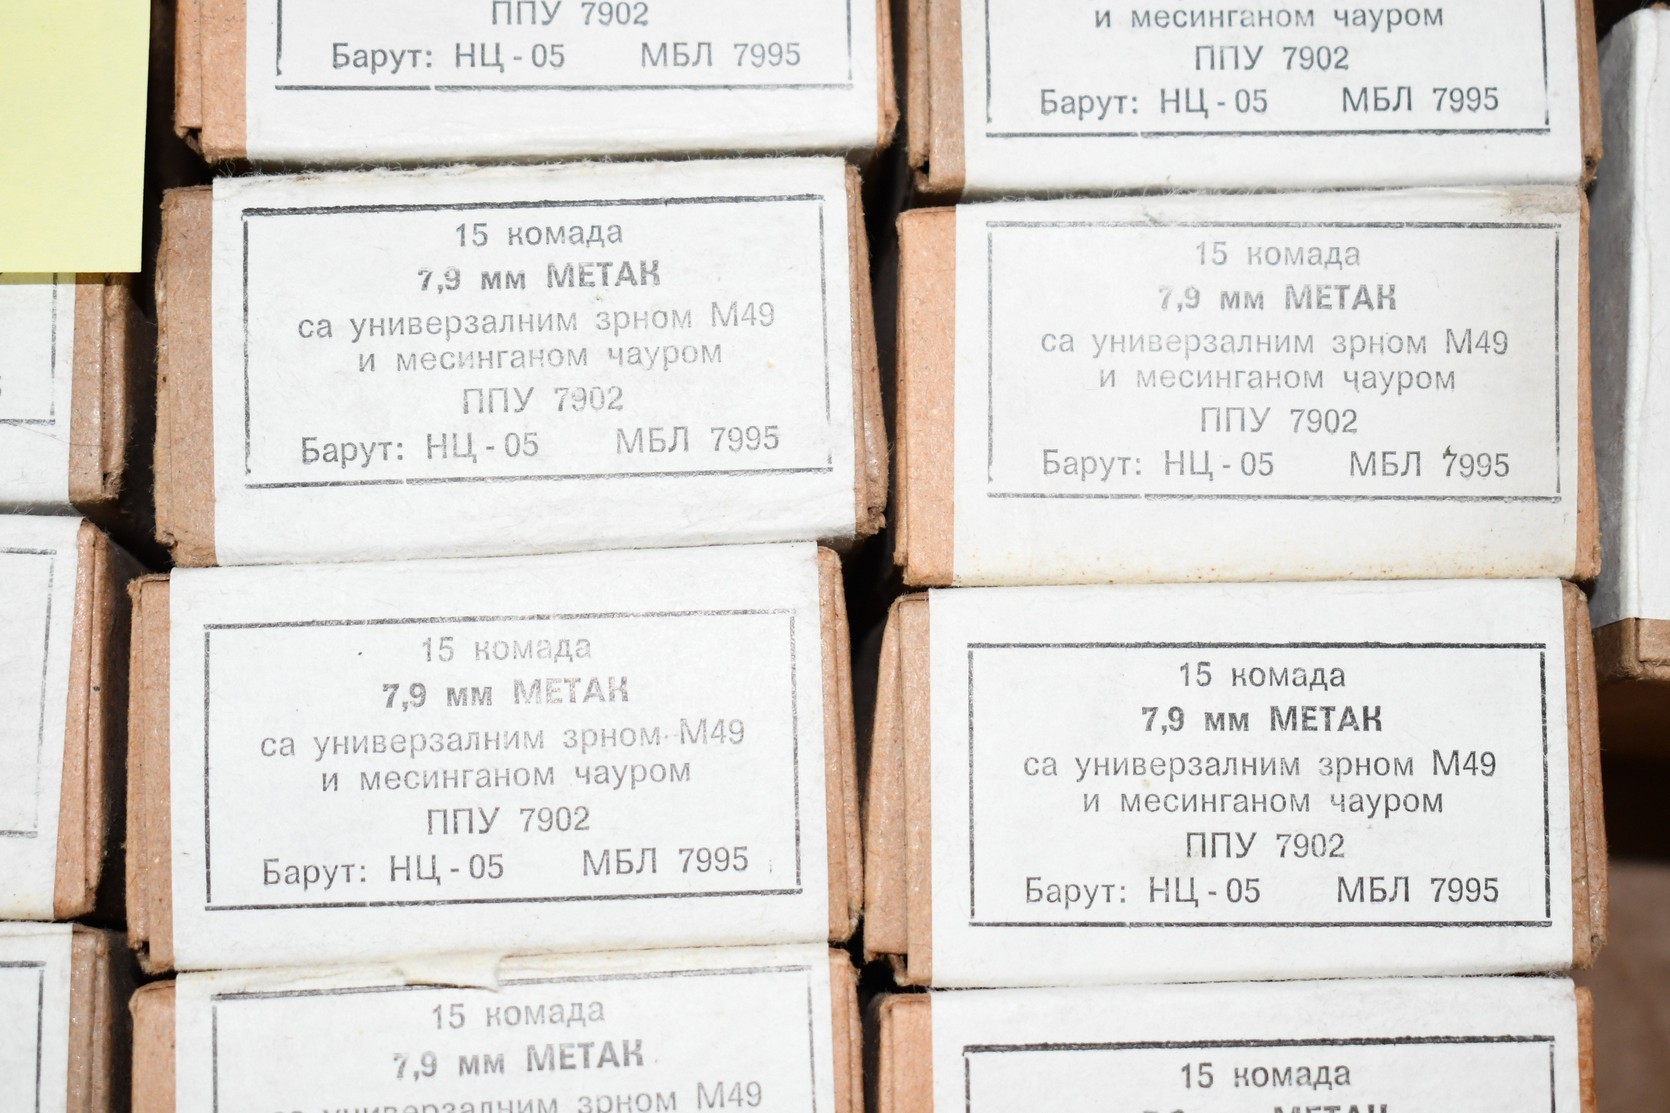 ППУ 7902
Барут: НЦ - 05 МБЛ 7995
и месинганом чауром
ППУ 7902
Барут: НЦ - 05 МБЛ 7995
15 комада
7,9 мм МЕТАК
са универзалним зрном М49
и месинганом чауром
ППУ 7902
Барут: НЦ - 05 МБЛ 7995
15 комада
7,9 мм МЕТАК
са универзалним зрном М49
и месинганом чауром
ППУ 7902
Барут: НЦ - 05 МБЛ 7995
15 комада
7,9 мм МЕТАК
са универзалним зрном М49
и месинганом чауром
ППУ 7902
Барут: НЦ - 05 МБЛ 7995
15 комада
7,9 мм МЕТАК
са универзалним зрном М49
и месинганом чауром
ППУ 7902
Барут: НЦ - 05 МБЛ 7995
15 комада
7,9 мм МЕТАК
универзалним зрном М49
15 комада